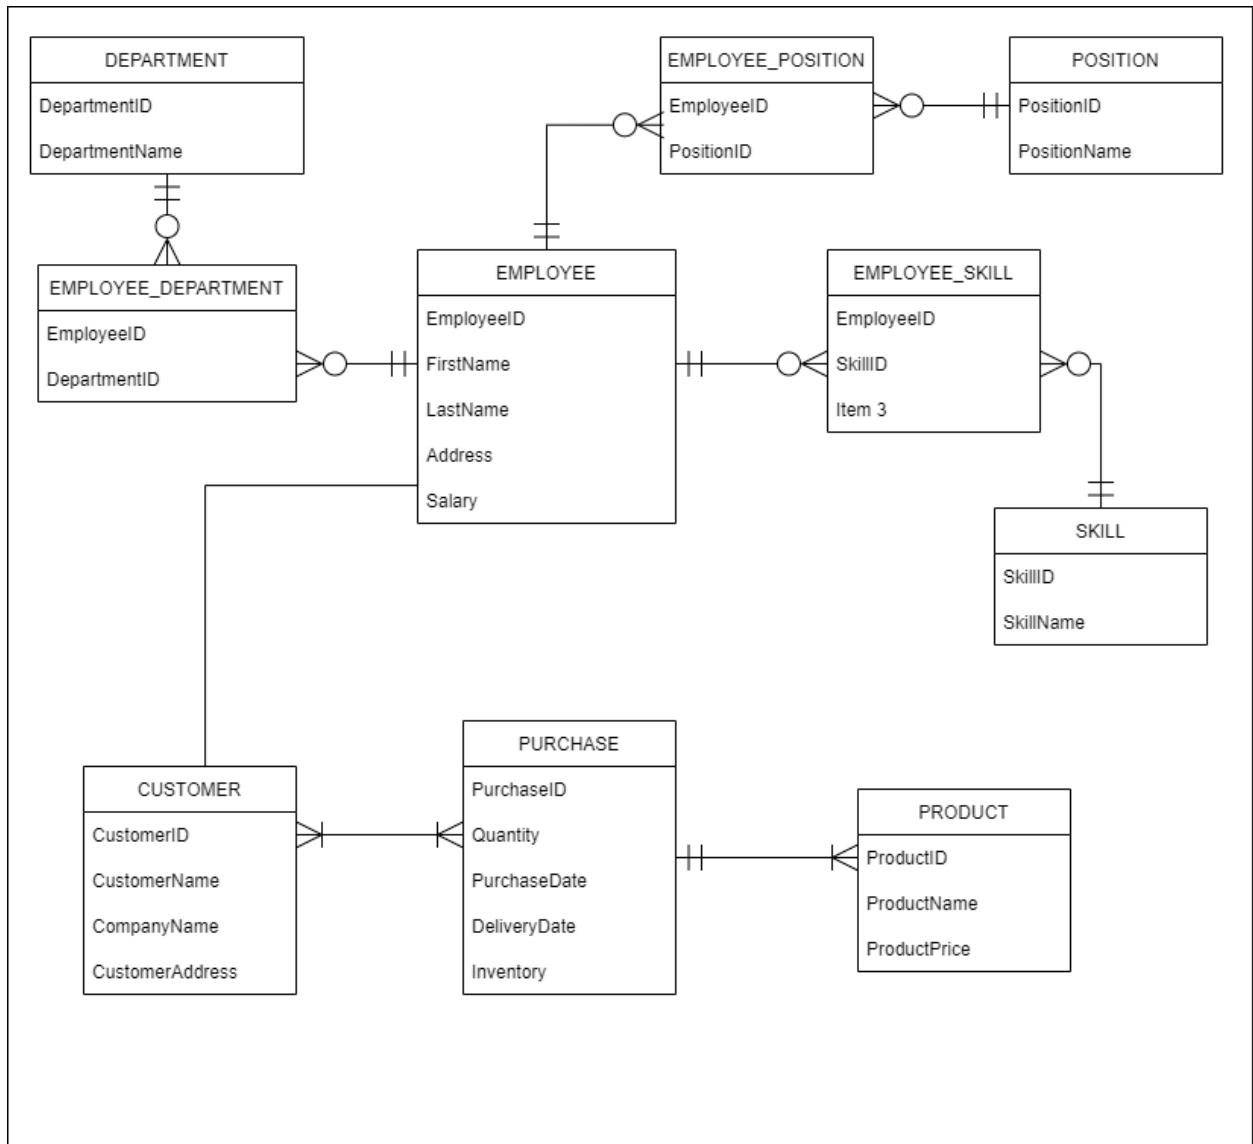 DEPARTMENT
DepartmentID
DepartmentName
EMPLOYEE_POSITION
EmployeeID
PositionID
POSITION
PositionID
PositionName
EMPLOYEE_DEPARTMENT
EmployeeID
DepartmentID
EMPLOYEE
EmployeeID
FirstName
LastName
Address
Salary
EMPLOYEE_SKILL
EmployeeID
SkillID
Item 3
SKILL
SkillID
SkillName
CUSTOMER
CustomerID
CustomerName
CompanyName
CustomerAddress
PURCHASE
PurchaseID
Quantity
PurchaseDate
DeliveryDate
Inventory
PRODUCT
ProductID
ProductName
ProductPrice